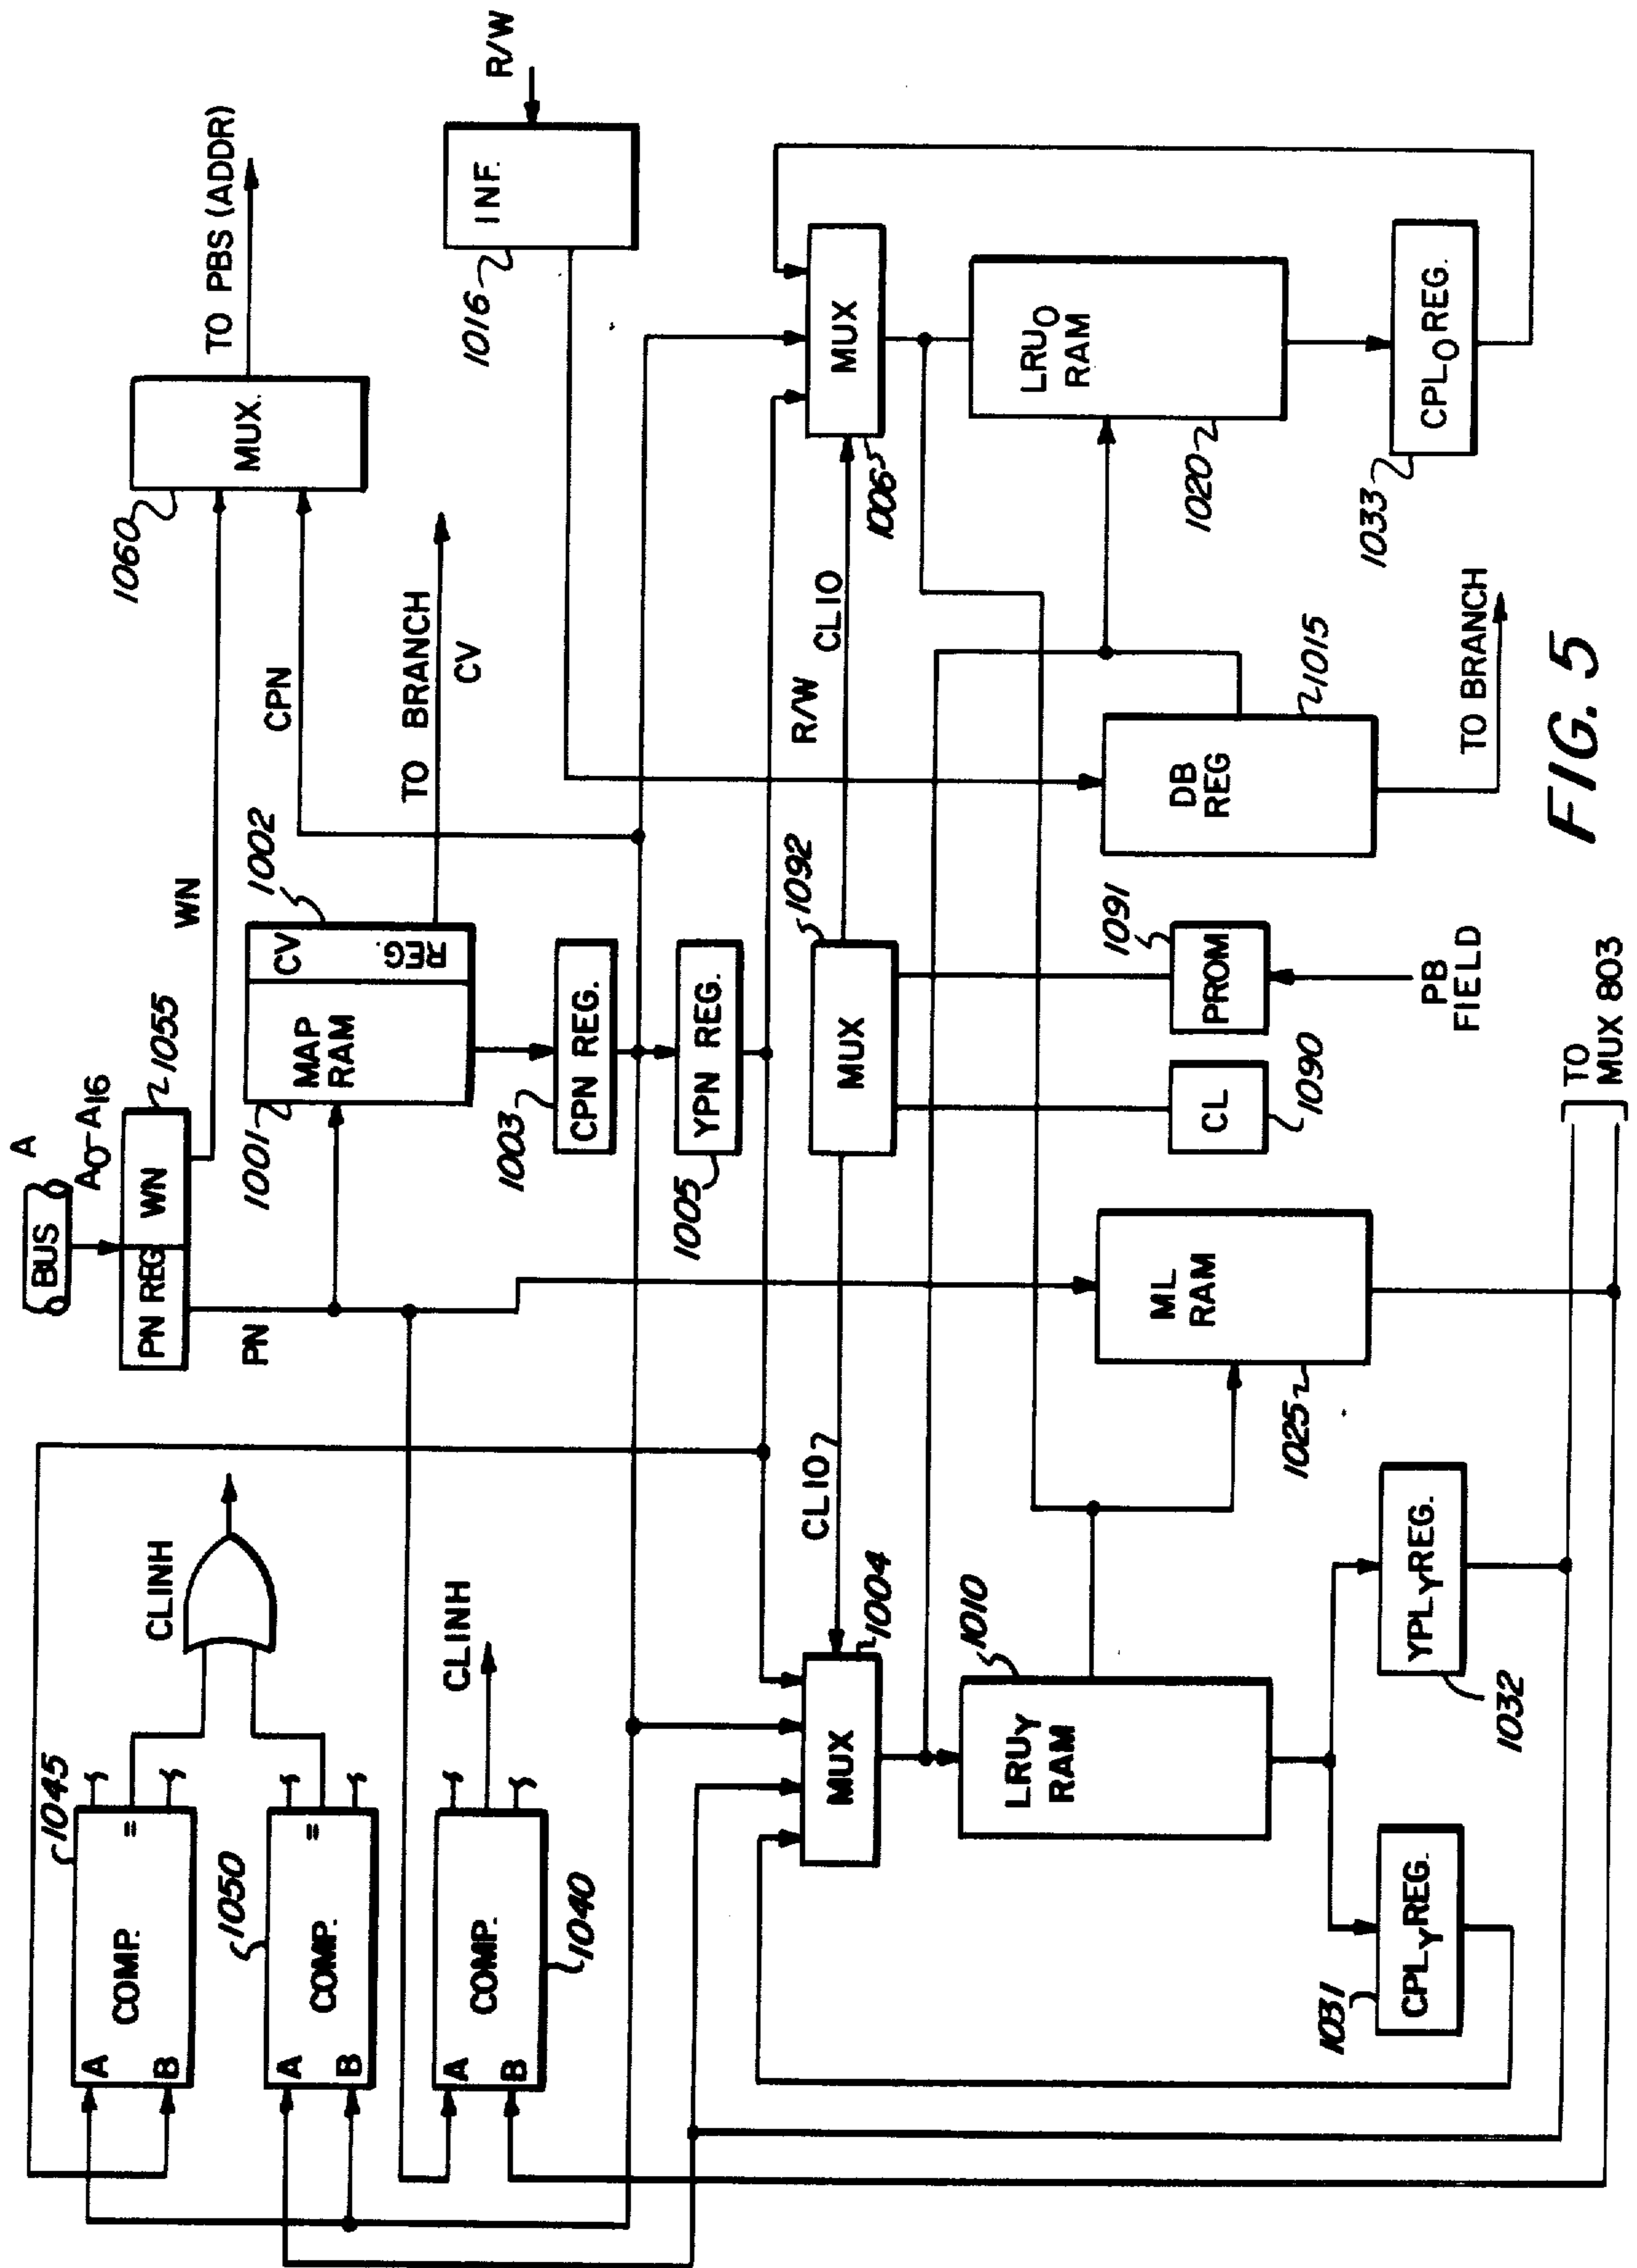 BUS A
A0-A16
PN REG WN 1055
PN
WN
1060
MUX.
TO PBS (ADDR)
CPN
1001
MAP RAM
CV REG
1002
TO BRANCH
CV
R/W
INF.
1016
1003
CPN REG.
1005
YPN REG.
1045
COMP.
A
B
=
1050
COMP.
A
B
=
CLINH
COMP.
A
B
1040
CLINH
MUX
1092
CL10
R/W
CL10
MUX
1004
MUX
1006
CL
1090
PROM
1091
PB FIELD
LRUY RAM
1010
ML RAM
1025
DB REG
1015
TO BRANCH
LRUO RAM
1020
CPLO REG.
1033
CPLY REG.
1031
YPLY REG.
1032
TO MUX 803
FIG. 5